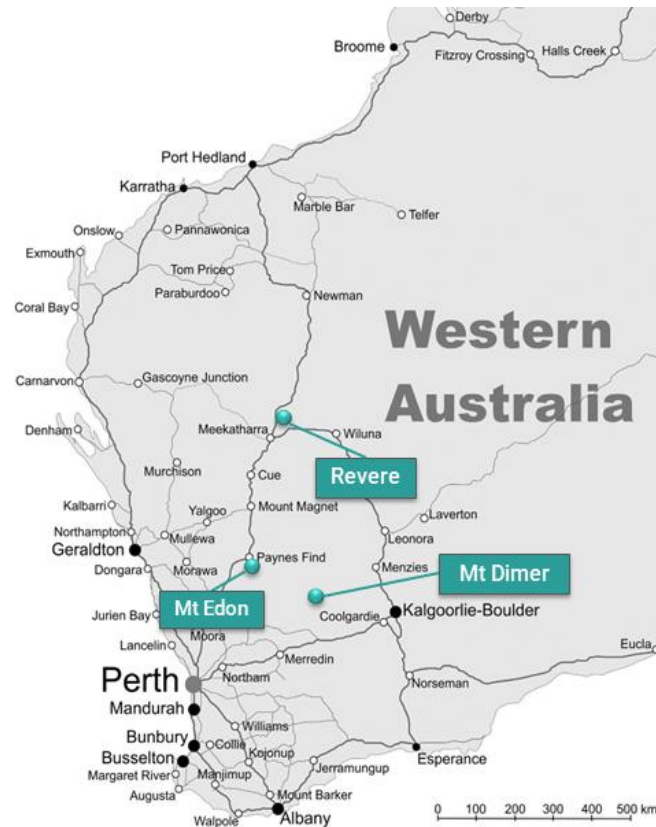 Derby
Broome
Fitzroy Crossing
Halls Creek
Port Hedland
Karratha
Marble Bar
Telfer
Onslow
Pannawonica
Exmouth
Tom Price
Paraburdoo
Newman
Coral Bay
Western
Australia
Carnarvon
Gascoyne Junction
Denham
Meekatharra
Wiluna
Revere
Murchison
Cue
Kalbarri
Yalgoo
Mount Magnet
Laverton
Northampton
Mullewa
Leonora
Geraldton
Paynes Find
Dongara
Morawa
Menzies
Mt Dimer
Mt Edon
Jurien Bay
Kalgoorlie-Boulder
Coolgardie
Moora
Lancelin
Merredin
Eucla
Perth
Northam
Norseman
Mandurah
Williams
Bunbury
Collie
Busselton
Kojonup
Esperance
Margaret River
Jerramungup
Manjimup
Augusta
Mount Barker
Walpole
Albany
0 100 200 300 400 500 km